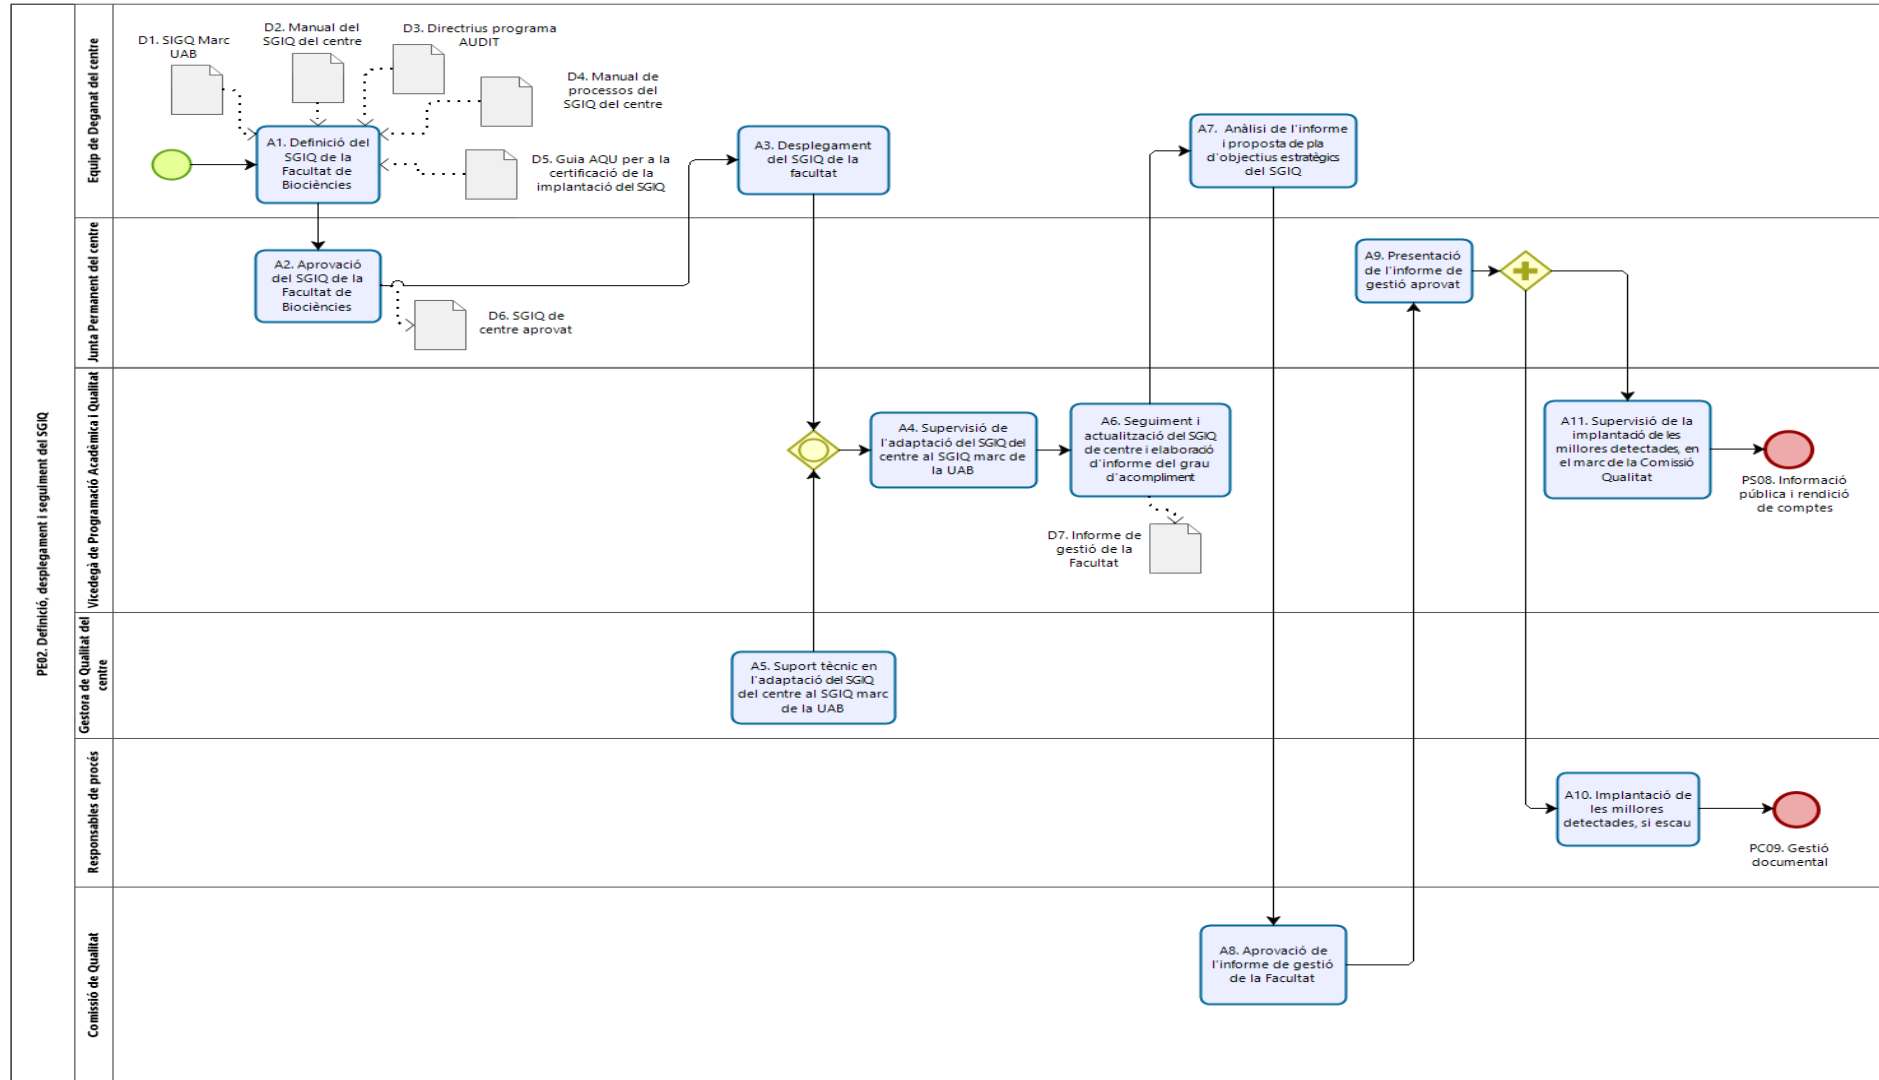 PE02. Definició, desplegament i seguiment del SGIQ
Equip de Deganat del centre
D1. SIGQ Marc
UAB
D2. Manual del
SGIQ del centre
D3. Directrius programa
AUDIT
D4. Manual de
processos del
SGIQ del centre
D5. Guia AQU per a la
certificació de la
implantació del SGIQ
A1. Definició del
SGIQ de la
Facultat de
Biociències
A3. Desplegament
del SGIQ de la
facultat
A7. Anàlisi de l'informe
i proposta de pla
d'objectius estratègics
del SGIQ
Junta Permanent del centre
A2. Aprovació
del SGIQ de la
Facultat de
Biociències
D6. SGIQ de
centre aprovat
A9. Presentació
de l'informe de
gestió aprovat
Vicedegà de Programació Acadèmica i Qualitat
A4. Supervisió de
l'adaptació del SGIQ del
centre al SGIQ marc de
la UAB
A6. Seguiment i
actualització del SGIQ
de centre i elaboració
d'informe del grau
d'acompliment
D7. Informe de
gestió de la
Facultat
A11. Supervisió de la
implantació de les
millores detectades, en
el marc de la Comissió
Qualitat
PS08. Informació
pública i rendició
de comptes
Gestora de Qualitat del
centre
A5. Suport tècnic en
l'adaptació del SGIQ
del centre al SGIQ marc
de la UAB
Responsables de procés
A10. Implantació de
les millores
detectades, si escau
PC09. Gestió
documental
Comissió de Qualitat
A8. Aprovació de
l'informe de gestió
de la Facultat